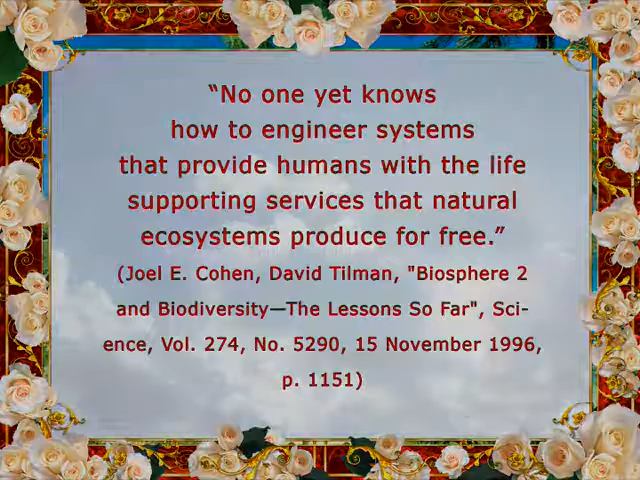 “No one yet knows
how to engineer systems
that provide humans with the life
supporting services that natural
ecosystems produce for free.”
(Joel E. Cohen, David Tilman, "Biosphere 2
and Biodiversity—The Lessons So Far", Sci-
ence, Vol. 274, No. 5290, 15 November 1996,
p. 1151)